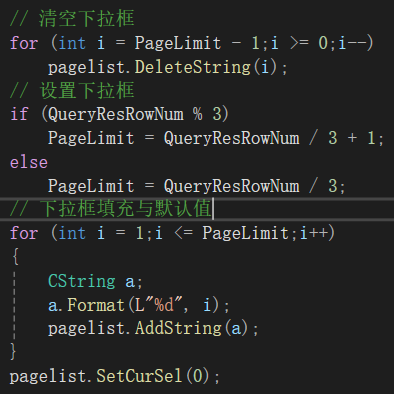 // 清空下拉框
for (int i = PageLimit - 1;i >= 0;i--)
    pagelist.DeleteString(i);
// 设置下拉框
if (QueryResRowNum % 3)
    PageLimit = QueryResRowNum / 3 + 1;
else
    PageLimit = QueryResRowNum / 3;
// 下拉框填充与默认值
for (int i = 1;i <= PageLimit;i++)
{
    CString a;
    a.Format(L"%d", i);
    pagelist.AddString(a);
}
pagelist.SetCurSel(0);